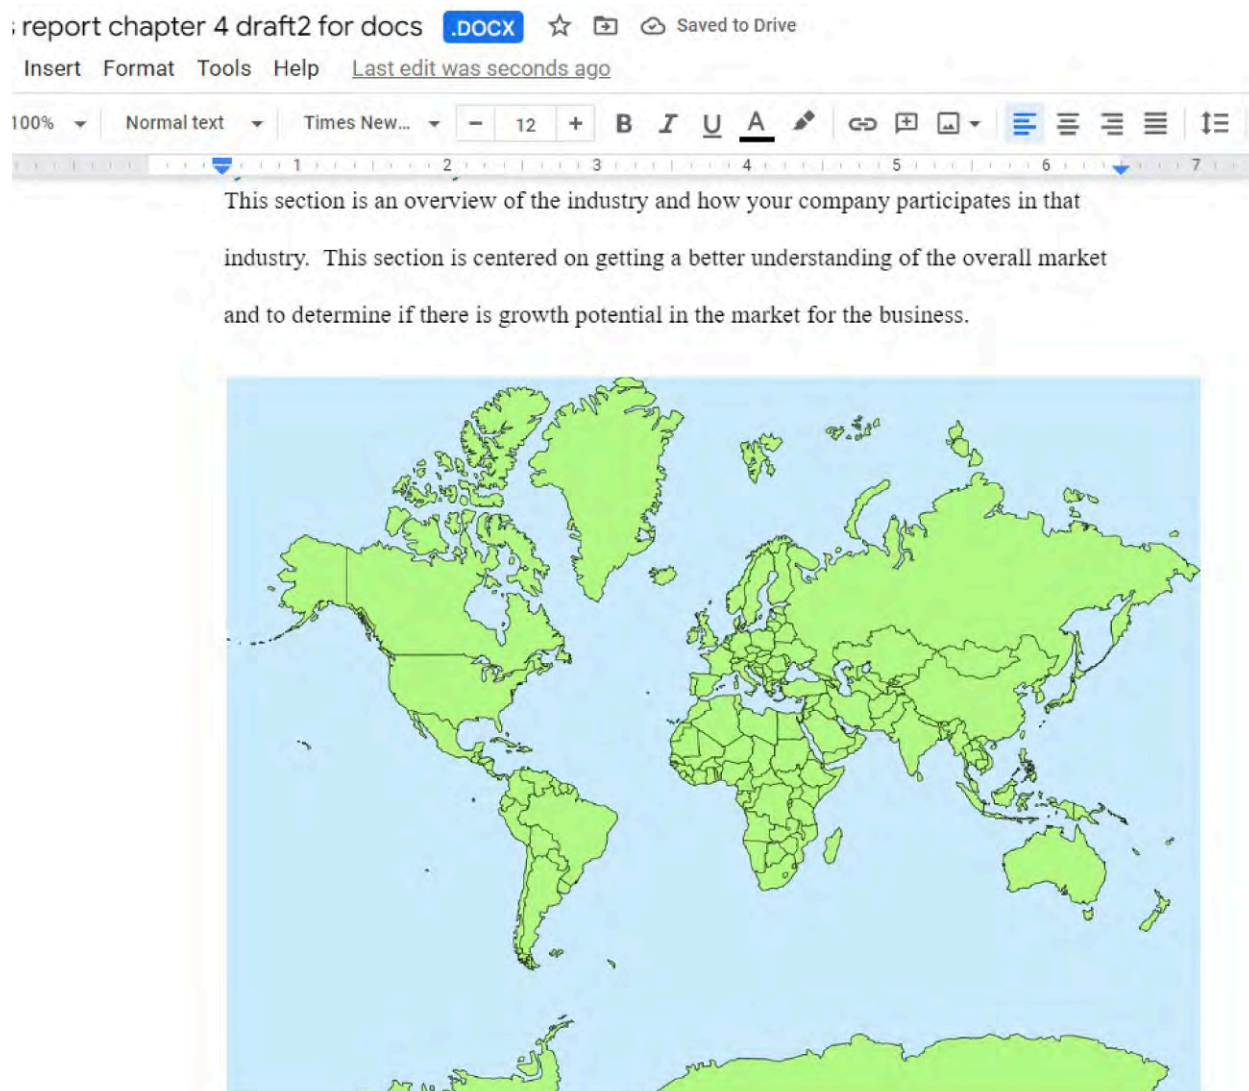 report chapter 4 draft2 for docs .DOCX Saved to Drive
Insert Format Tools Help Last edit was seconds ago
100% Normal text Times New... - 12 + B I U A
1 2 3 4 5 6 7
This section is an overview of the industry and how your company participates in that
industry. This section is centered on getting a better understanding of the overall market
and to determine if there is growth potential in the market for the business.